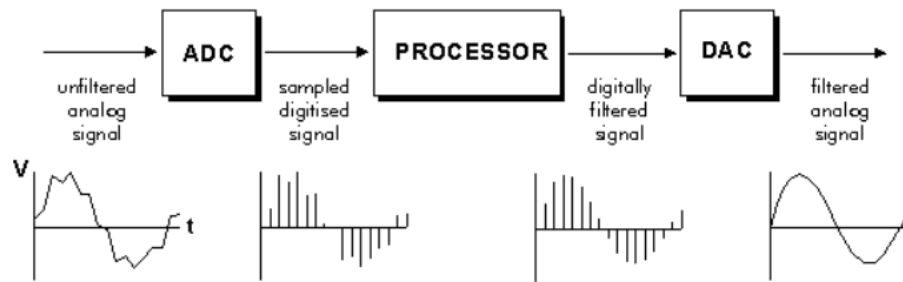 ADC
PROCESSOR
DAC
unfiltered
analog
signal
sampled
digitised
signal
digitally
filtered
signal
filtered
analog
signal
V
t